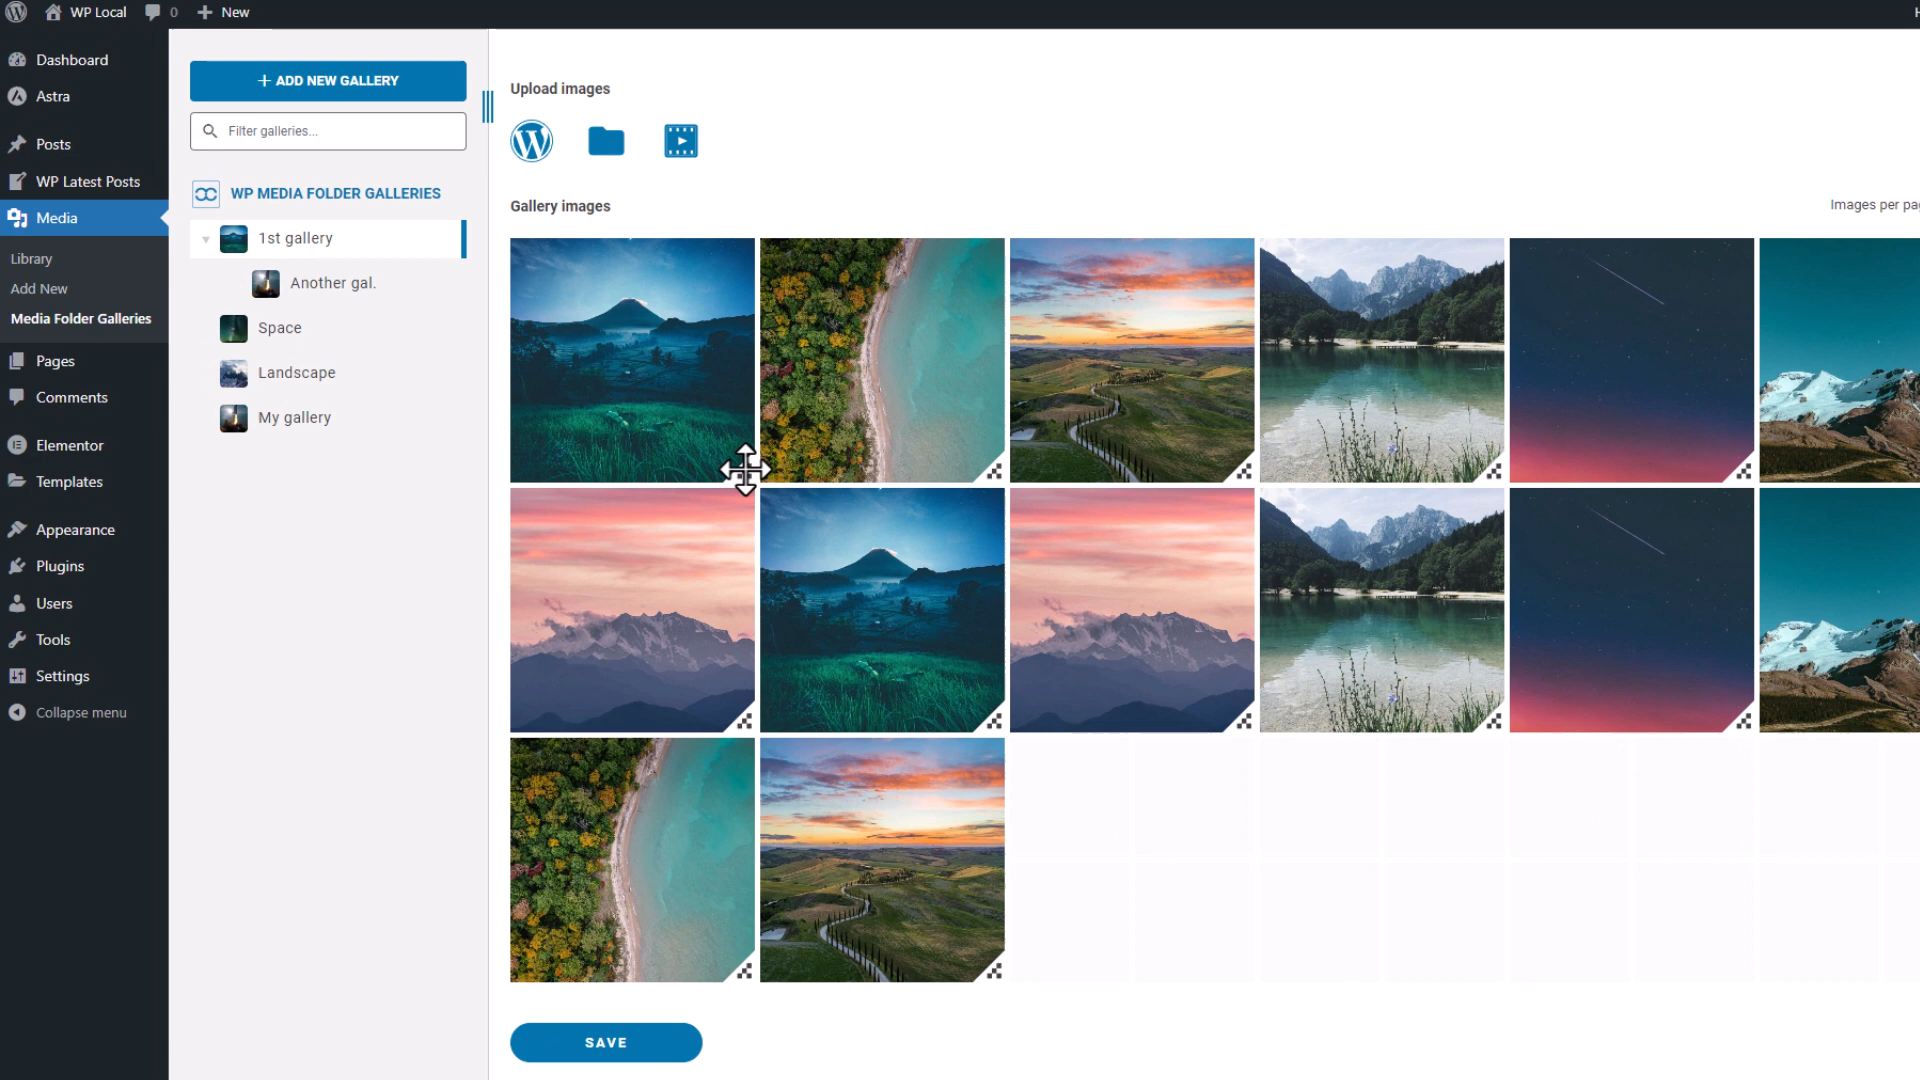 WP Local
0
New
H
Dashboard
Astra
Posts
WP Latest Posts
Media
Library
Add New
Media Folder Galleries
Pages
Comments
Elementor
Templates
Appearance
Plugins
Users
Tools
Settings
Collapse menu
+ ADD NEW GALLERY
Filter galleries...
WP MEDIA FOLDER GALLERIES
1st gallery
Another gal.
Space
Landscape
My gallery
Upload images
Gallery images
Images per pag
SAVE